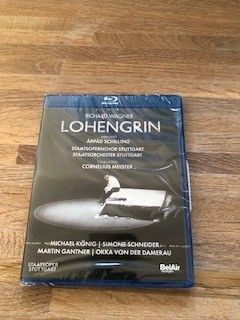 RICHARD WAGNER
LOHENGRIN
ÁRPÁD SCHILLING
STAATSOPERNCHOR STUTTGART
STAATSORCHESTER STUTTGART
CORNELIUS MEISTER
MICHAEL KÖNIG | SIMONE SCHNEIDER
MARTIN GANTNER | OKKA VON DER DAMERAU
STAATSOPER
STUTTGART
BelAir